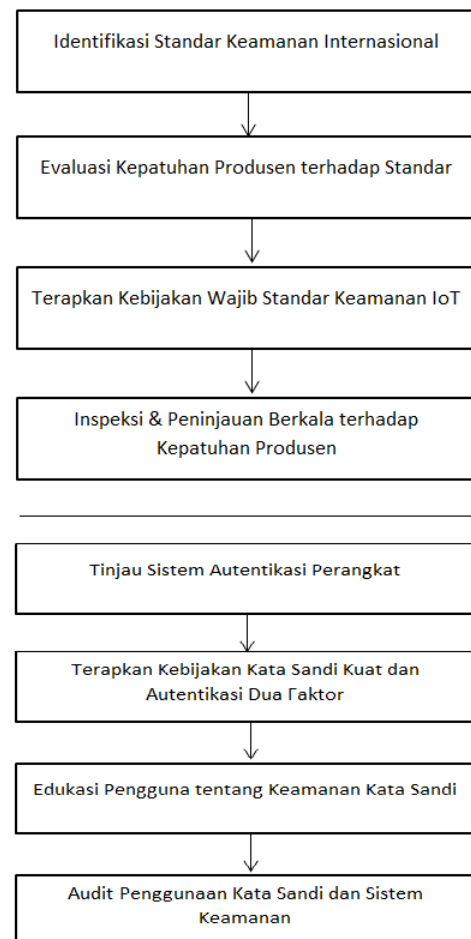 Identifikasi Standar Keamanan Internasional
Evaluasi Kepatuhan Produsen terhadap Standar
Terapkan Kebijakan Wajib Standar Keamanan IoT
Inspeksi & Peninjauan Berkala terhadap
Kepatuhan Produsen
Tinjau Sistem Autentikasi Perangkat
Terapkan Kebijakan Kata Sandi Kuat dan
Autentikasi Dua Faktor
Edukasi Pengguna tentang Keamanan Kata Sandi
Audit Penggunaan Kata Sandi dan Sistem
Keamanan